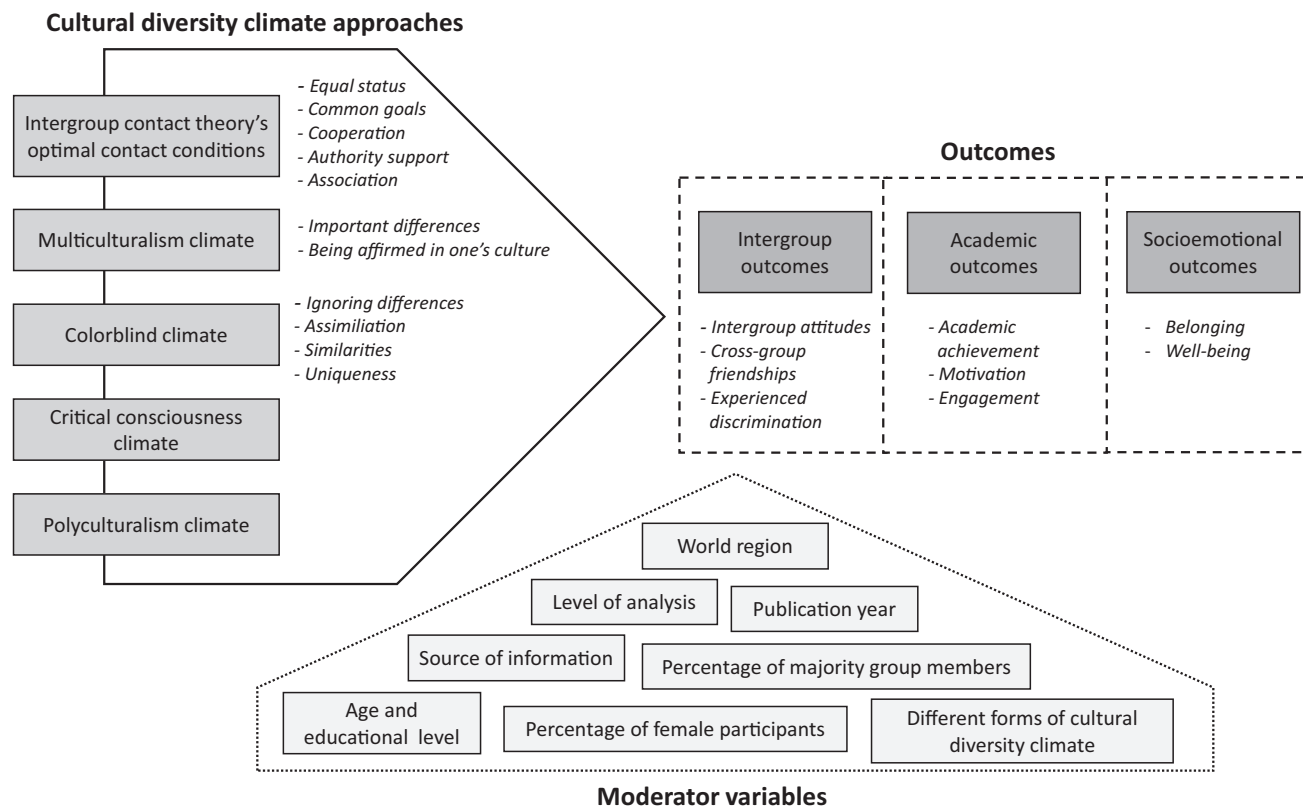 Cultural diversity climate approaches
Intergroup contact theory's
optimal contact conditions
- Equal status
- Common goals
- Cooperation
- Authority support
- Association
Multiculturalism climate
- Important differences
- Being affirmed in one's culture
Colorblind climate
- Ignoring differences
- Assimiliation
- Similarities
- Uniqueness
Critical consciousness
climate
Polyculturalism climate
Outcomes
Intergroup
outcomes
- Intergroup attitudes
- Cross-group
friendships
- Experienced
discrimination
Academic
outcomes
- Academic
achievement
- Motivation
- Engagement
Socioemotional
outcomes
- Belonging
- Well-being
World region
Level of analysis
Publication year
Source of information
Percentage of majority group members
Age and
educational level
Percentage of female participants
Different forms of cultural
diversity climate
Moderator variables